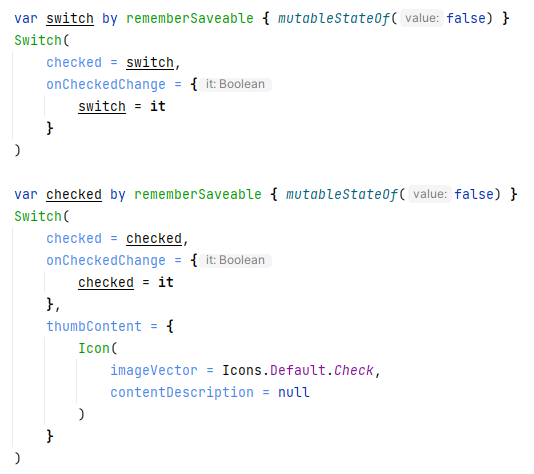 var switch by rememberSaveable { mutableStateOf( value: false) }
Switch(
    checked = switch,
    onCheckedChange = { it: Boolean
        switch = it
    }
)

var checked by rememberSaveable { mutableStateOf( value: false) }
Switch(
    checked = checked,
    onCheckedChange = { it: Boolean
        checked = it
    },
    thumbContent = {
        Icon(
            imageVector = Icons.Default.Check,
            contentDescription = null
        )
    }
)